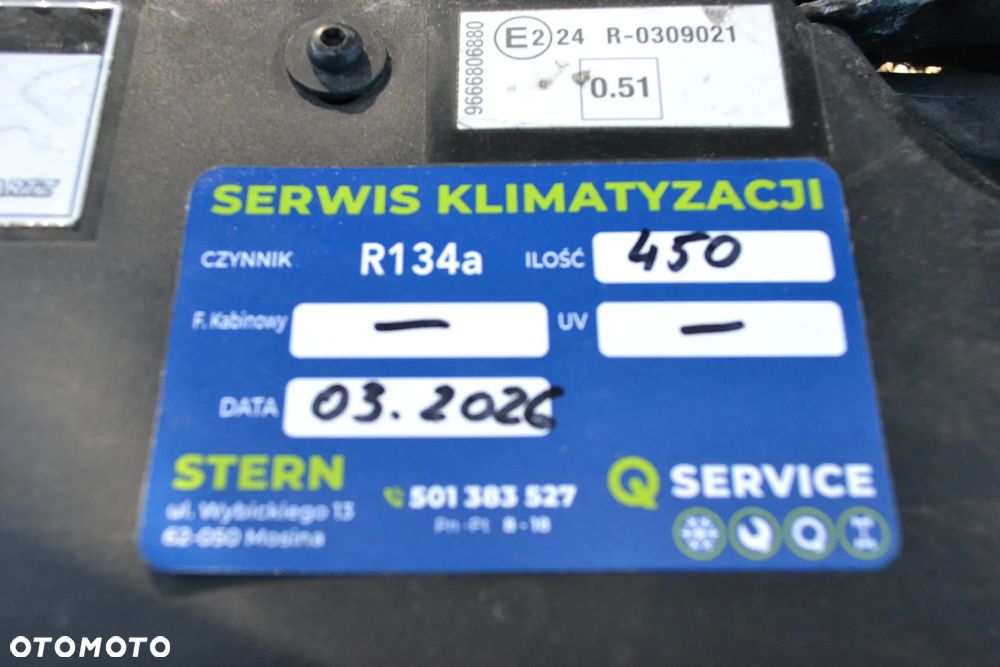 9666806880
E2 24 R-0309021
0.51
SERWIS KLIMATYZACJI
CZYNNIK R134a ILOŚĆ 450
F. Kabinowy – UV –
DATA 03.2026
STERN
ul. Wybickiego 13
62-050 Mosina
501 383 527
Pn-Pt 8-18
Q SERVICE
OTOMOTO